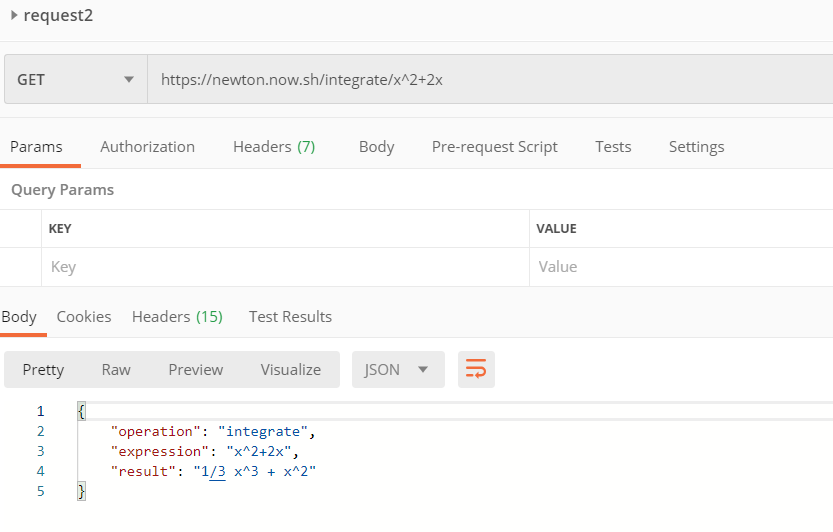 request2
GET https://newton.now.sh/integrate/x^2+2x
Params Authorization Headers (7) Body Pre-request Script Tests Settings
Query Params
KEY VALUE
Key Value
Body Cookies Headers (15) Test Results
Pretty Raw Preview Visualize JSON
1 {
2 "operation": "integrate",
3 "expression": "x^2+2x",
4 "result": "1/3 x^3 + x^2"
5 }